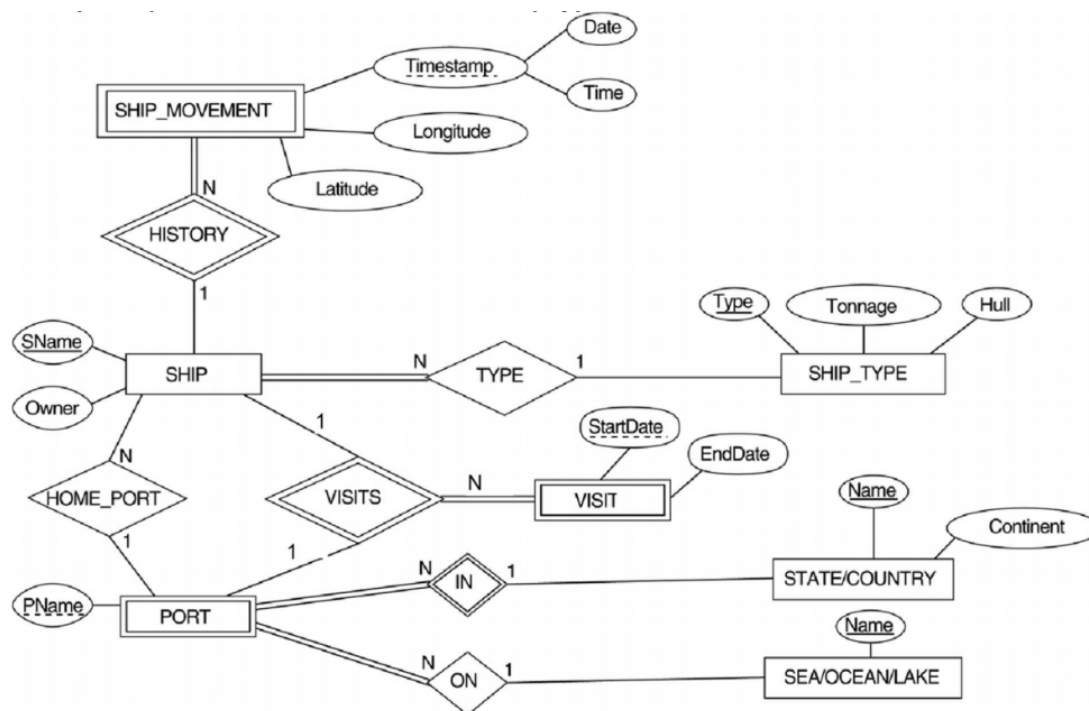 Date
Timestamp
Time
SHIP_MOVEMENT
Longitude
Latitude
N
HISTORY
1
SName
Type
Tonnage
Hull
SHIP
N
TYPE
1
SHIP_TYPE
Owner
1
StartDate
EndDate
N
HOME_PORT
VISITS
N
VISIT
Name
1
1
Continent
N
IN
1
STATE/COUNTRY
PName
PORT
Name
N
ON
1
SEA/OCEAN/LAKE